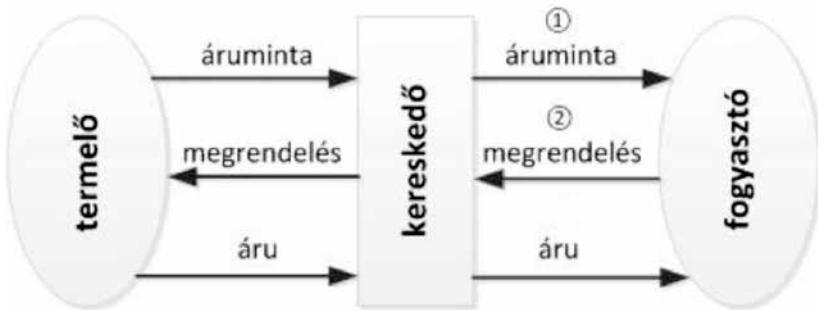 ①
áruminta
áruminta
②
megrendelés
megrendelés
áru
áru
termelő
kereskedő
fogyasztó